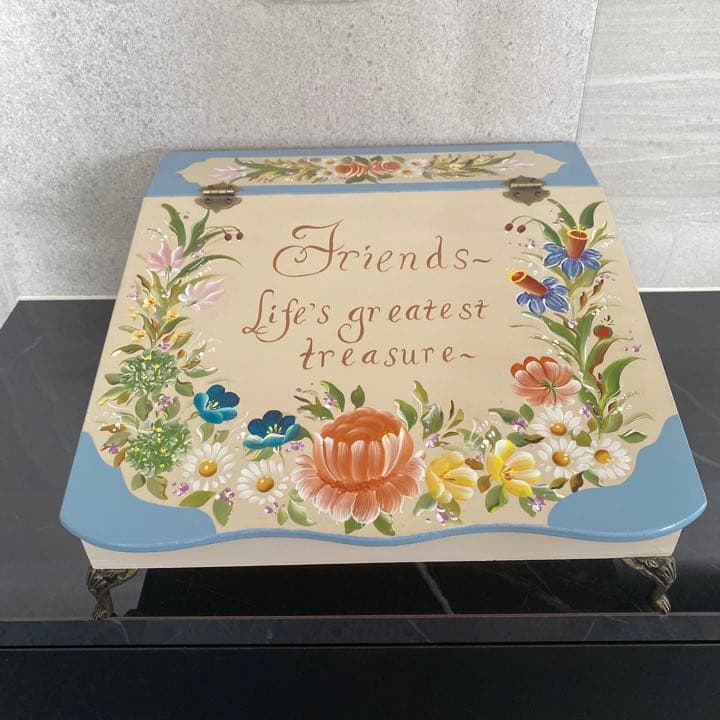 Friends~
Life's greatest
treasure~